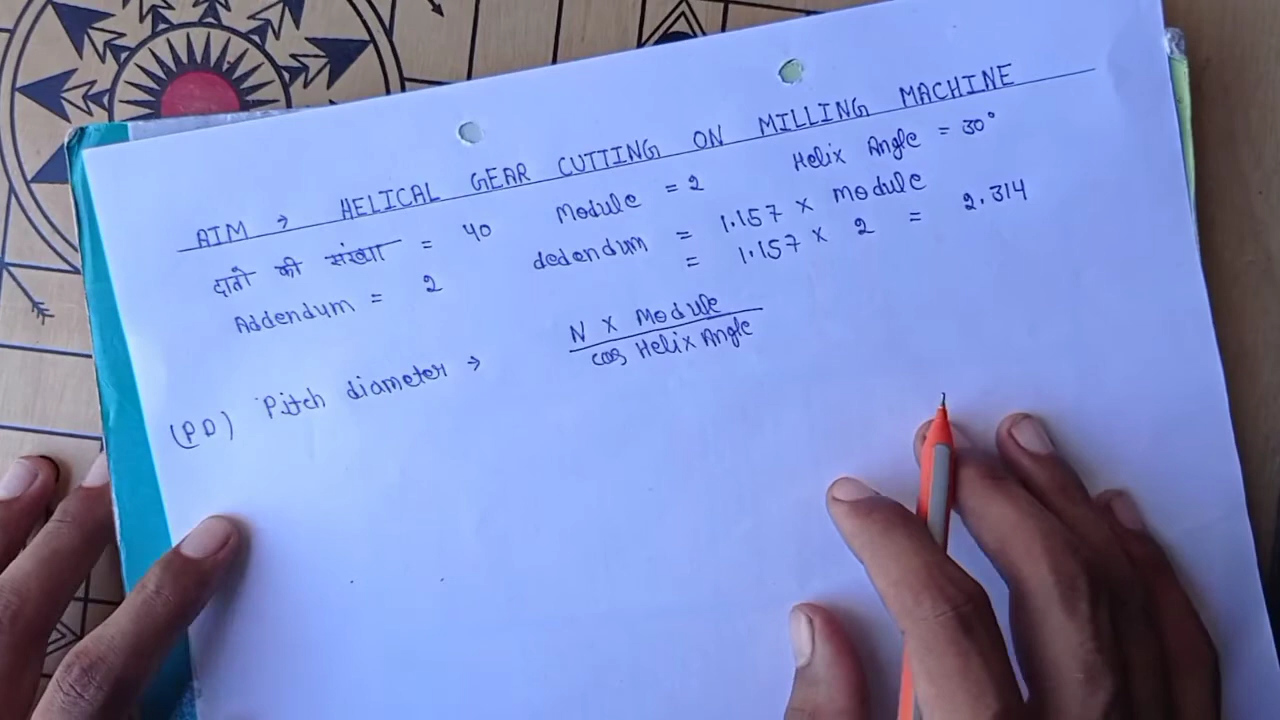 AIM → HELICAL GEAR CUTTING ON MILLING MACHINE
दातो की संख्या = 40 Module = 2 Helix Angle = 30°
Addendum = 2 dedendum = 1.157 × Module
= 1.157 × 2 = 2.314
(PD) Pitch diameter → N × Module
cos Helix Angle